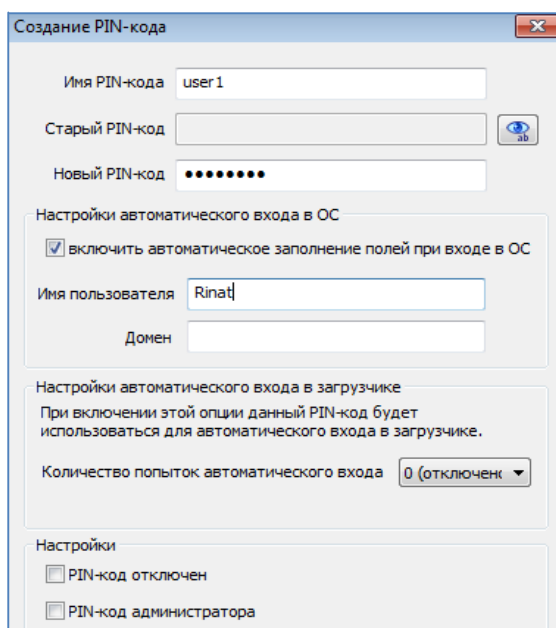 Создание PIN-кода
Имя PIN-кода user1
Старый PIN-код
ab
Новый PIN-код ●●●●●●●●
Настройки автоматического входа в ОС
включить автоматическое заполнение полей при входе в ОС
Имя пользователя Rinat
Домен
Настройки автоматического входа в загрузчике
При включении этой опции данный PIN-код будет
использоваться для автоматического входа в загрузчике.
Количество попыток автоматического входа 0 (отключено
Настройки
PIN-код отключен
PIN-код администратора